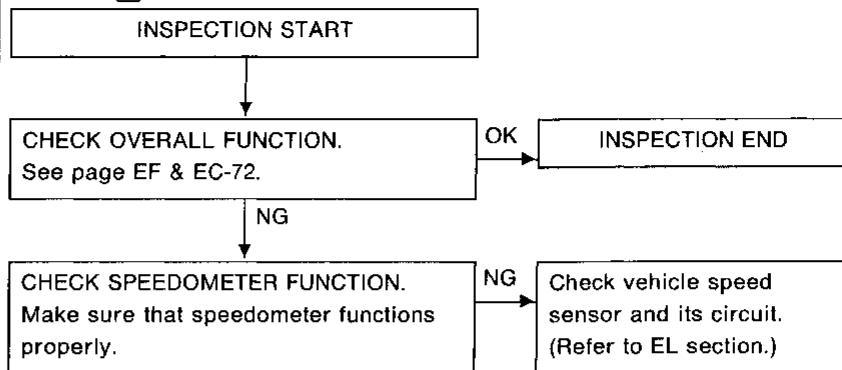 INSPECTION START
CHECK OVERALL FUNCTION.
See page EF & EC-72.
OK
INSPECTION END
NG
CHECK SPEEDOMETER FUNCTION.
Make sure that speedometer functions
properly.
NG
Check vehicle speed
sensor and its circuit.
(Refer to EL section.)